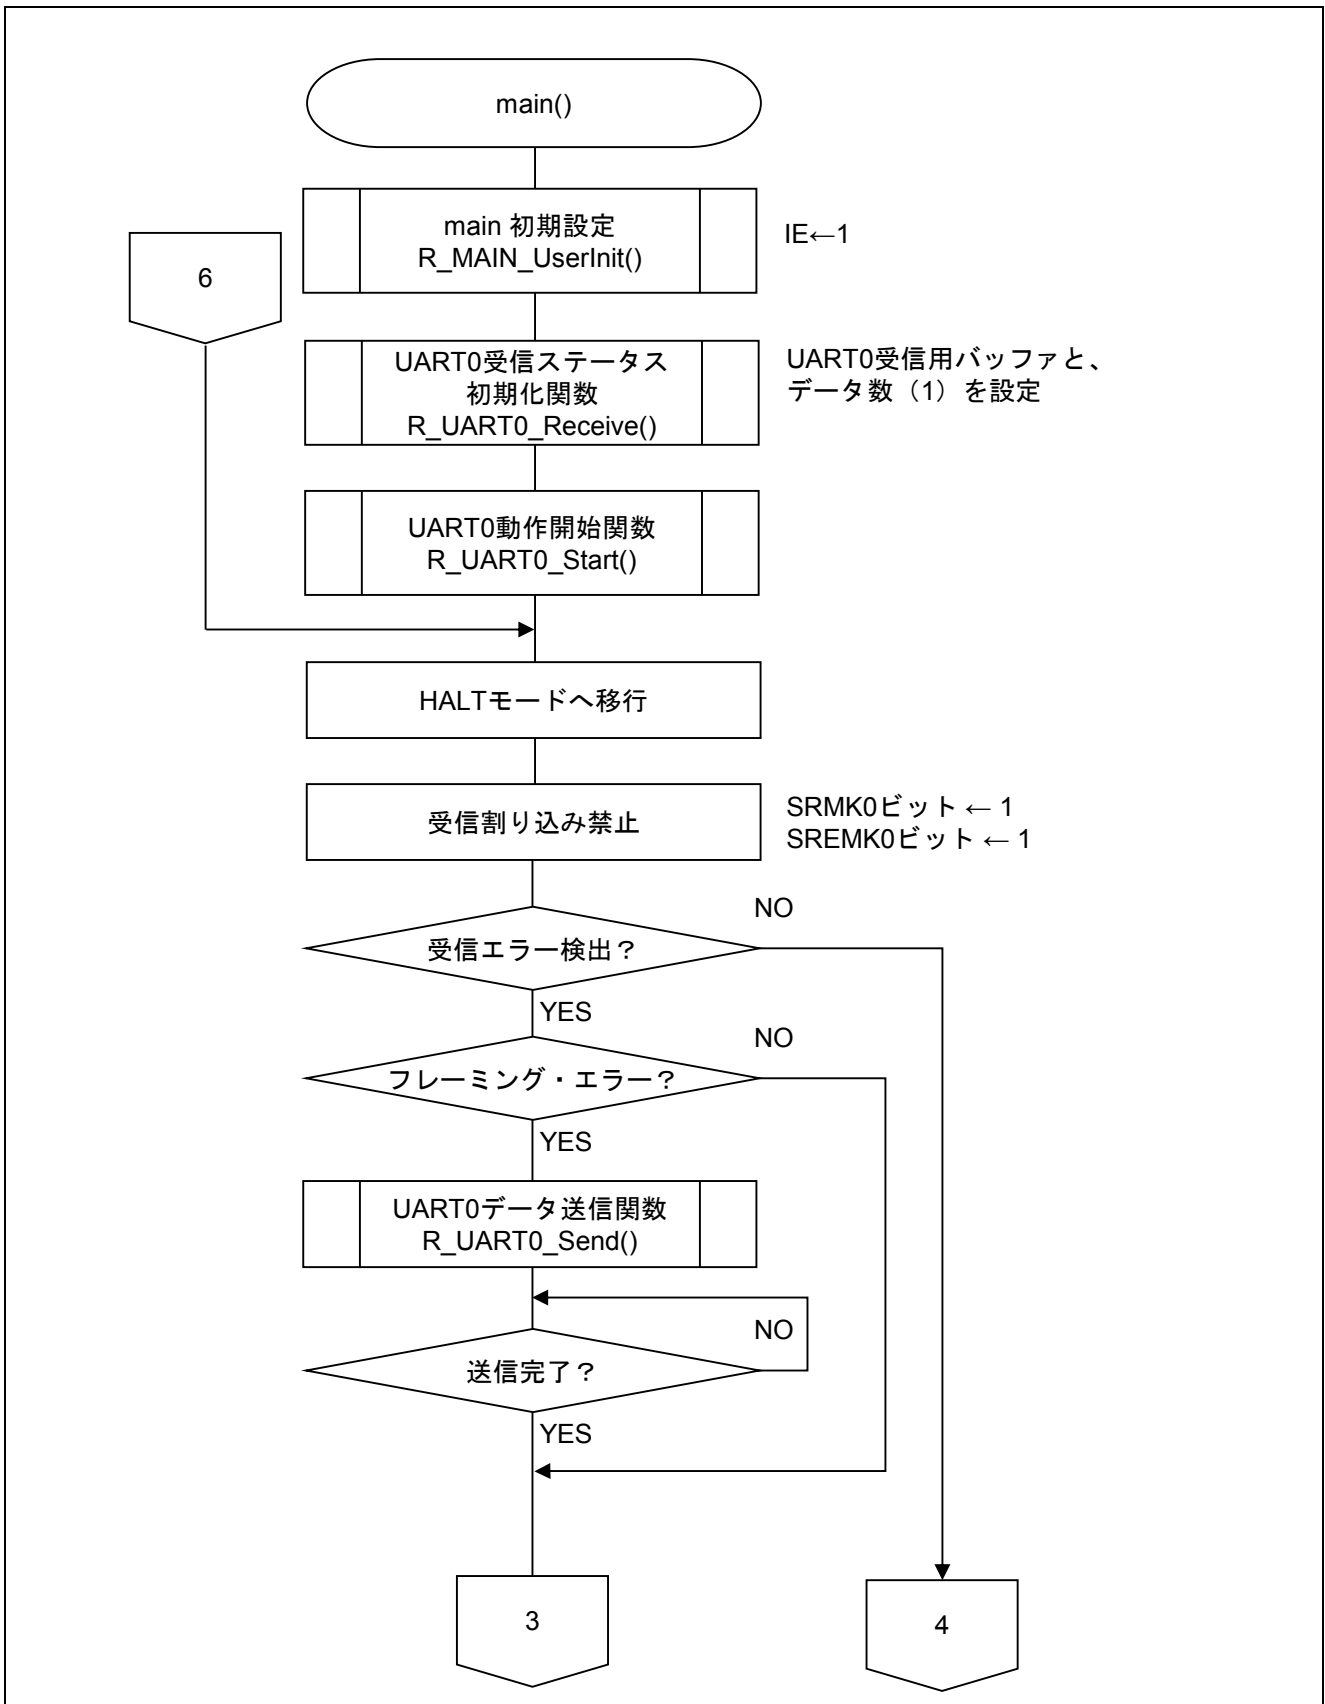 main()
main 初期設定
R_MAIN_UserInit()
IE←1
6
UART0受信ステータス
初期化関数
R_UART0_Receive()
UART0受信用バッファと、
データ数（1）を設定
UART0動作開始関数
R_UART0_Start()
HALTモードへ移行
受信割り込み禁止
SRMK0ビット ← 1
SREMK0ビット ← 1
NO
受信エラー検出？
YES
NO
フレーミング・エラー？
YES
UART0データ送信関数
R_UART0_Send()
NO
送信完了？
YES
3
4